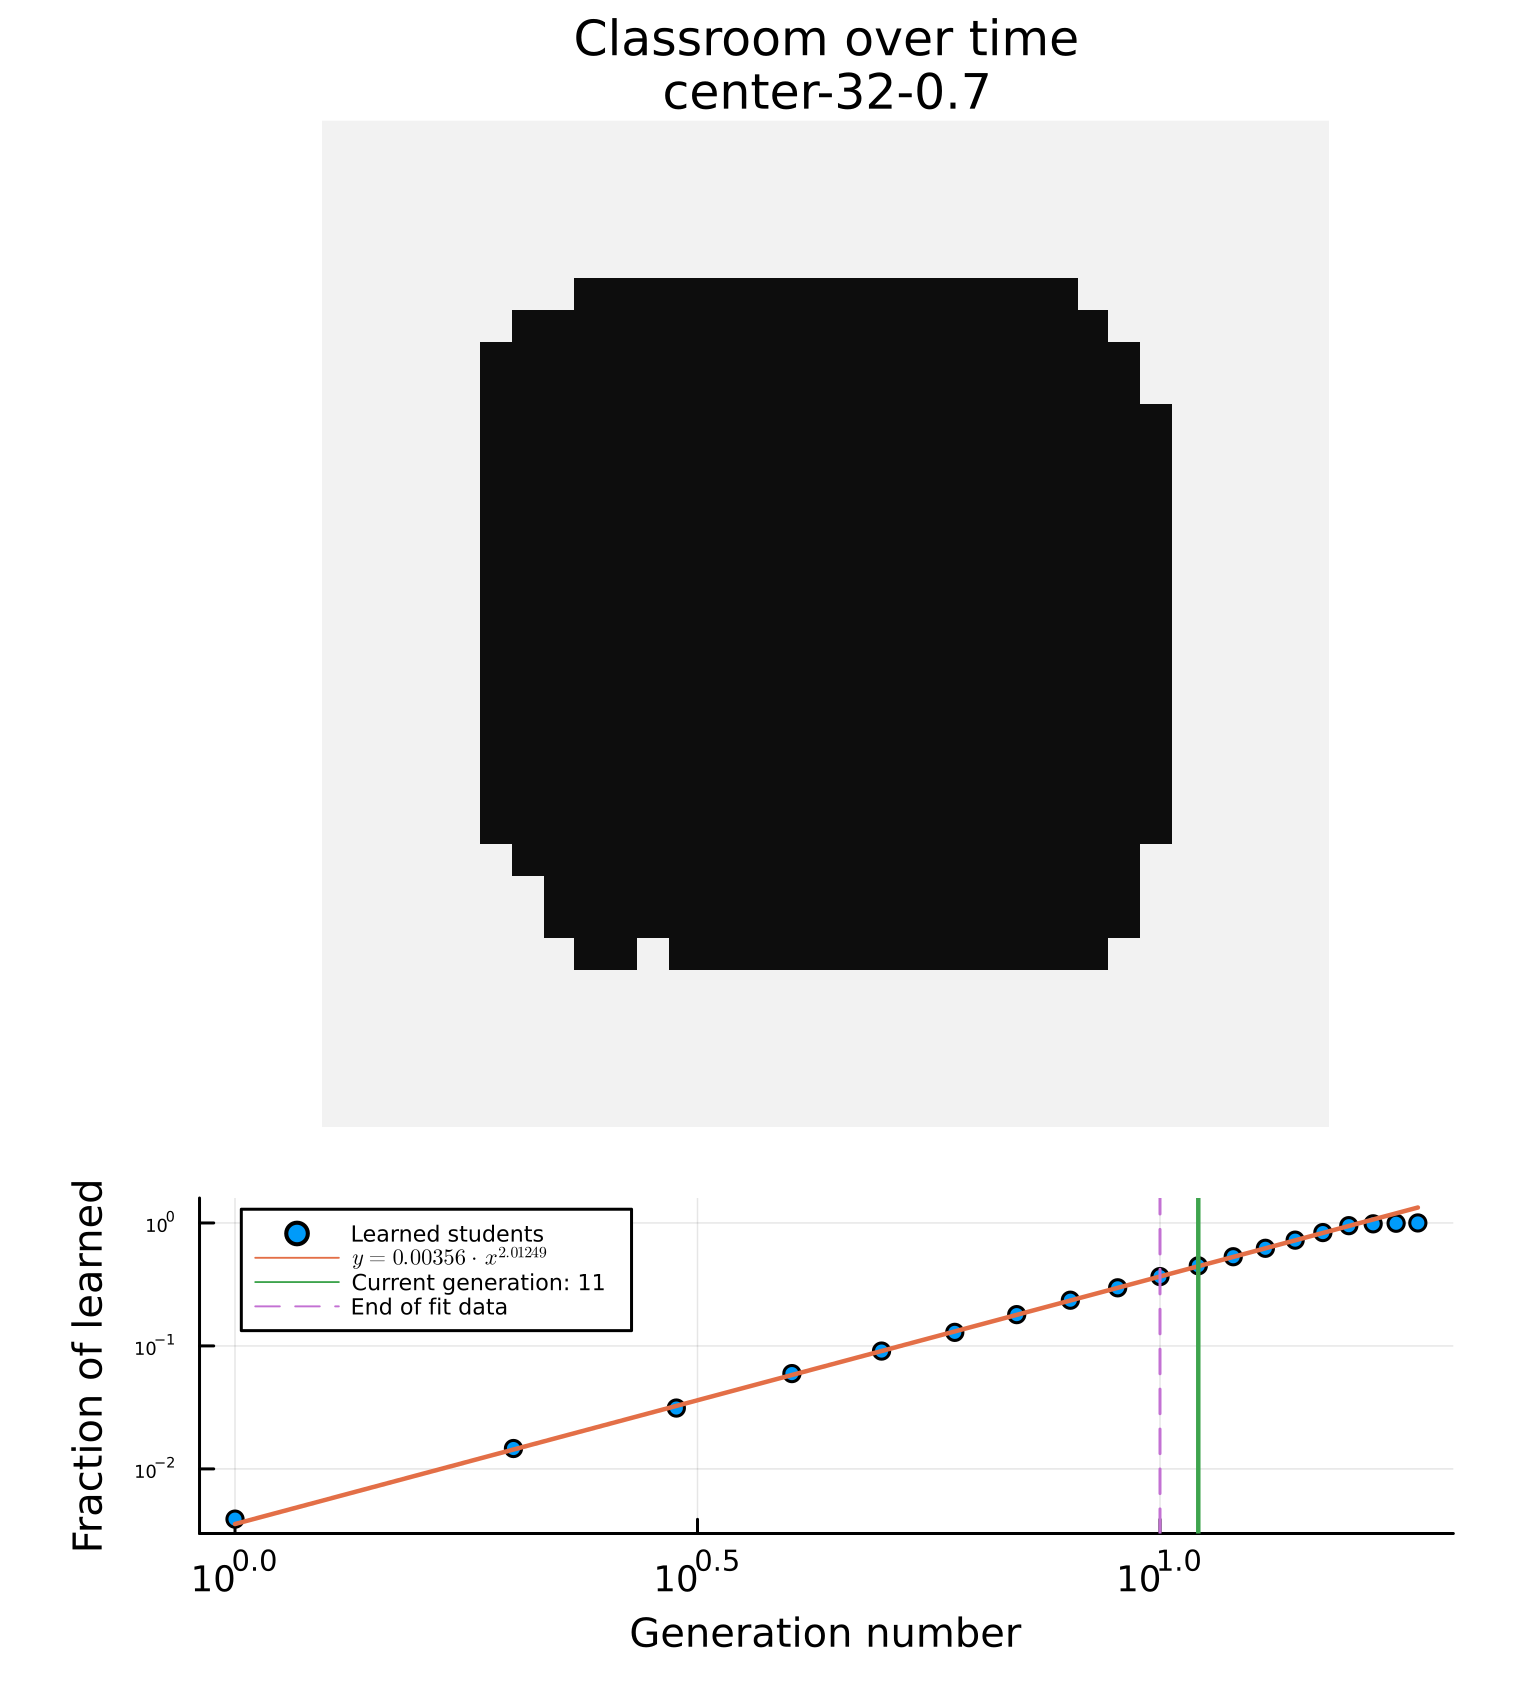 Classroom over time
center-32-0.7
Fraction of learned
10^0
10^-1
10^-2
Learned students
y = 0.00356 · x^2.01249
Current generation: 11
End of fit data
10^0.0 10^0.5 10^1.0
Generation number